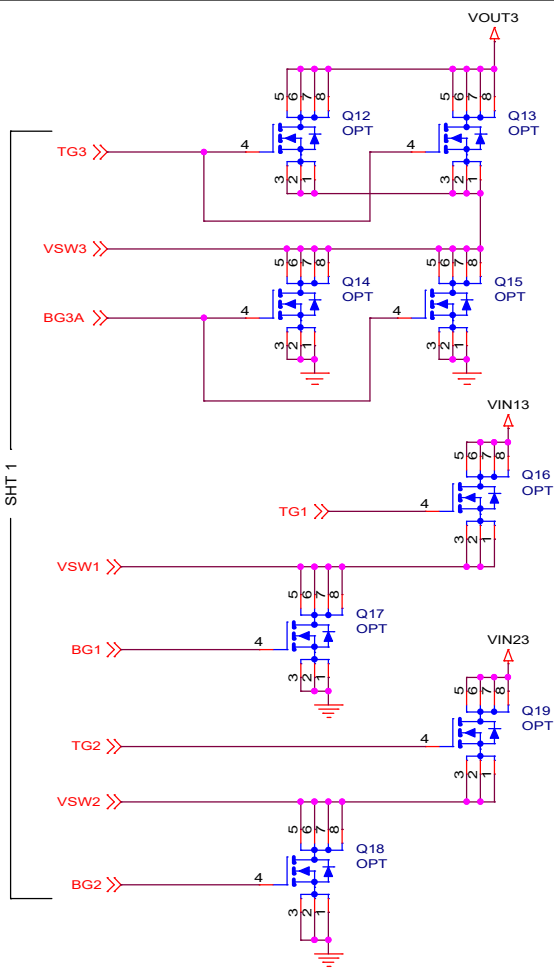 VOUT3
5 6 7 8
Q12
OPT
5 6 7 8
Q13
OPT
TG3
4
4
3 2 1
3 2 1
VSW3
5 6 7 8
Q14
OPT
5 6 7 8
Q15
OPT
BG3A
4
4
3 2 1
3 2 1
VIN13
5 6 7 8
Q16
OPT
SHT 1
TG1
4
3 2 1
VSW1
5 6 7 8
Q17
OPT
BG1
4
3 2 1
VIN23
5 6 7 8
Q19
OPT
TG2
4
3 2 1
VSW2
5 6 7 8
Q18
OPT
BG2
4
3 2 1